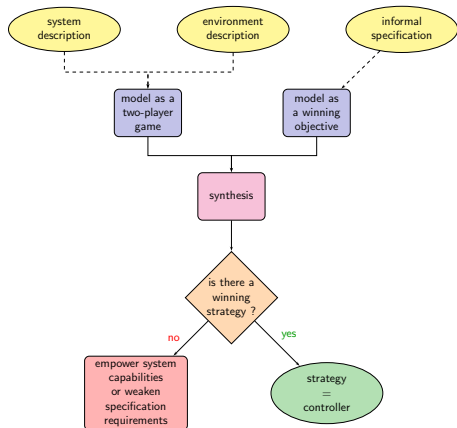 system
description
environment
description
informal
specification
model as a
two-player
game
model as
a winning
objective
synthesis
is there a
winning
strategy ?
no
yes
empower system
capabilities
or weaken
specification
requirements
strategy
=
controller